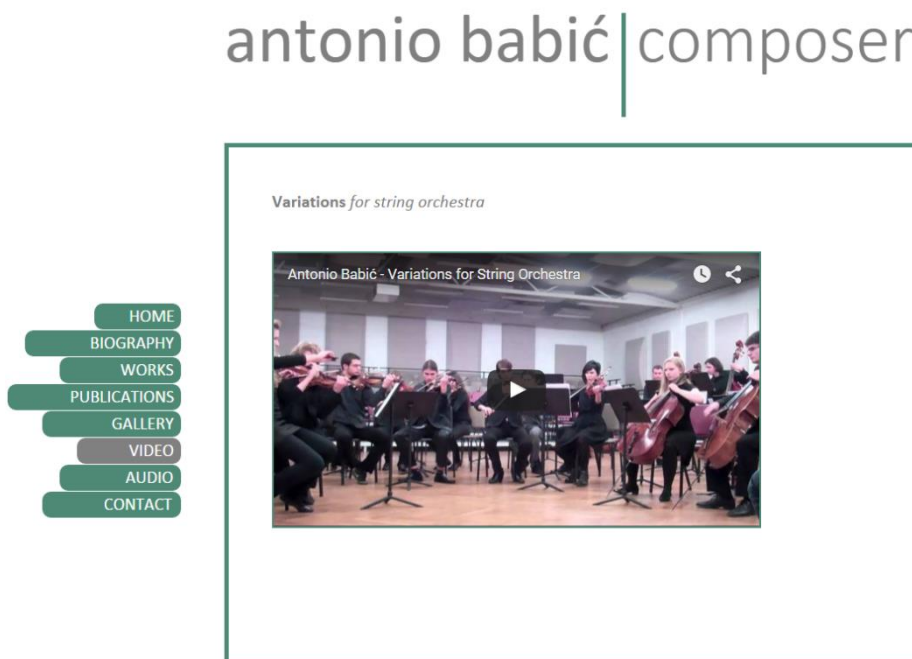 antonio babić composer
Variations for string orchestra
Antonio Babić - Variations for String Orchestra
HOME
BIOGRAPHY
WORKS
PUBLICATIONS
GALLERY
VIDEO
AUDIO
CONTACT